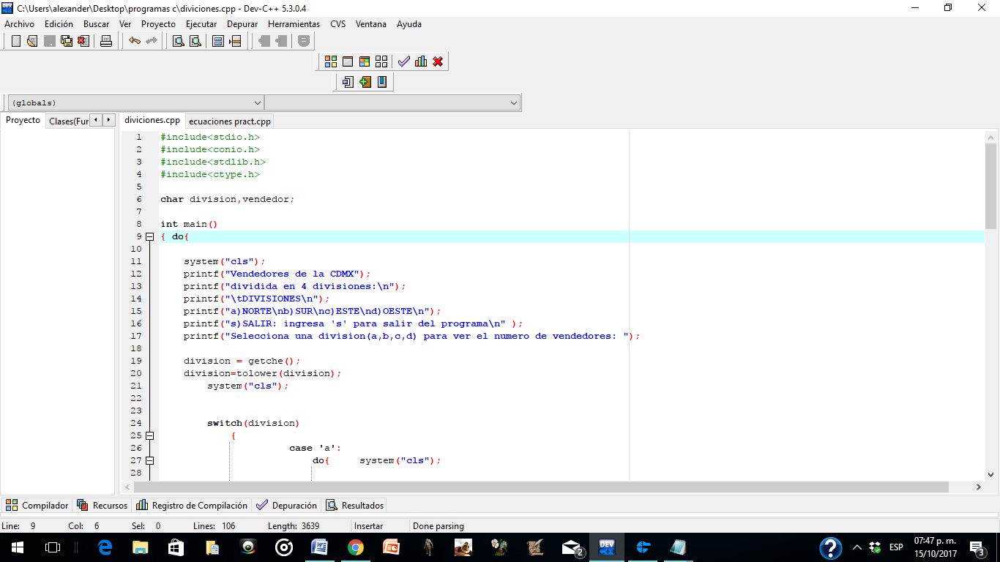 C:\Users\alexander\Desktop\programas c\diviciones.cpp - Dev-C++ 5.3.0.4
Archivo Edición Buscar Ver Proyecto Ejecutar Depurar Herramientas CVS Ventana Ayuda
(globals)
Proyecto Clases(Fur diviciones.cpp ecuaciones pract.cpp
1 #include<stdio.h>
2 #include<conio.h>
3 #include<stdlib.h>
4 #include<ctype.h>
5
6 char division,vendedor;
7
8 int main()
9 { do{
10
11 system("cls");
12 printf("Vendedores de la CDMX");
13 printf("dividida en 4 divisiones:\n");
14 printf("\tDIVISIONES\n");
15 printf("a)NORTE\nb)SUR\nc)ESTE\nd)OESTE\n");
16 printf("s)SALIR: ingresa 's' para salir del programa\n" );
17 printf("Selecciona una division(a,b,c,d) para ver el numero de vendedores: ");
18
19 division = getche();
20 division=tolower(division);
21 system("cls");
22
23
24 switch(division)
25 {
26 case 'a':
27 do{ system("cls");
28
Compilador Recursos Registro de Compilación Depuración Resultados
Line: 9 Col: 6 Sel: 0 Lines: 106 Length: 3639 Insertar Done parsing
DEV 2 ESP 07:47 p. m.
15/10/2017 3